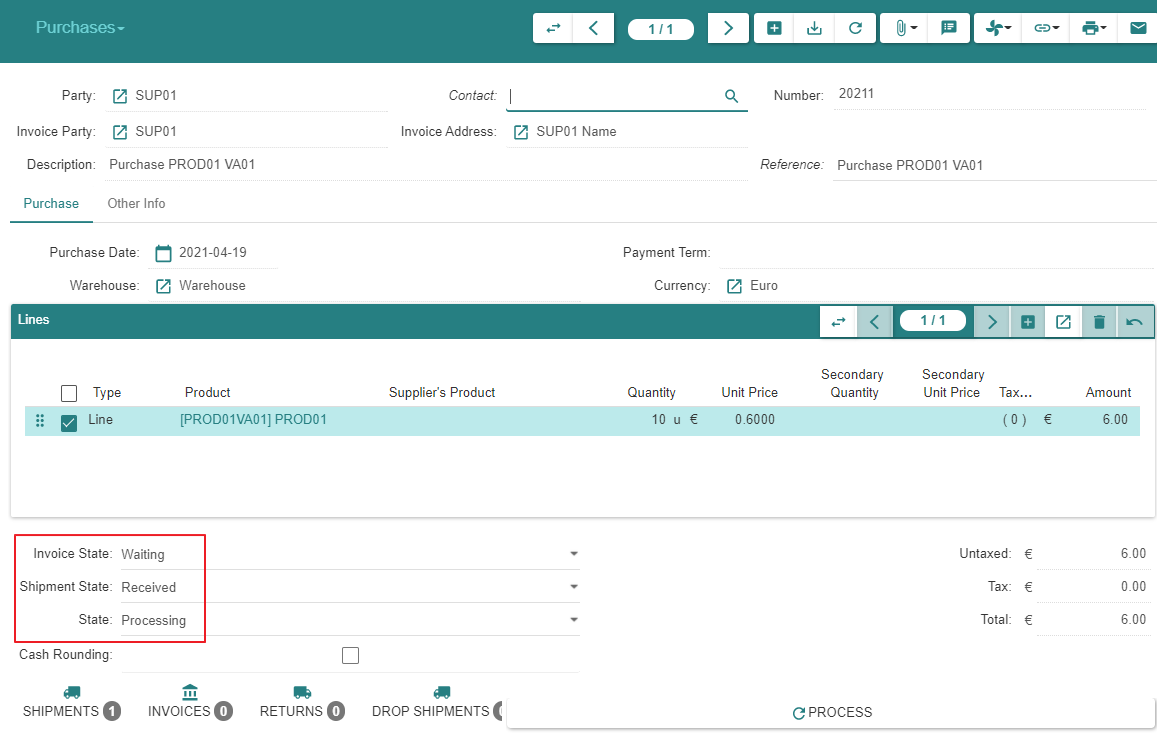 Purchases
1 / 1
Party: SUP01 Contact: Number: 20211
Invoice Party: SUP01 Invoice Address: SUP01 Name
Description: Purchase PROD01 VA01 Reference: Purchase PROD01 VA01
Purchase Other Info
Purchase Date: 2021-04-19 Payment Term:
Warehouse: Warehouse Currency: Euro
Lines 1 / 1
Type Product Supplier's Product Quantity Unit Price Secondary Quantity Secondary Unit Price Tax... Amount
Line [PROD01VA01] PROD01 10 u € 0.6000 ( 0 ) € 6.00
Invoice State: Waiting Untaxed: € 6.00
Shipment State: Received Tax: € 0.00
State: Processing Total: € 6.00
Cash Rounding:
SHIPMENTS 1 INVOICES 0 RETURNS 0 DROP SHIPMENTS PROCESS